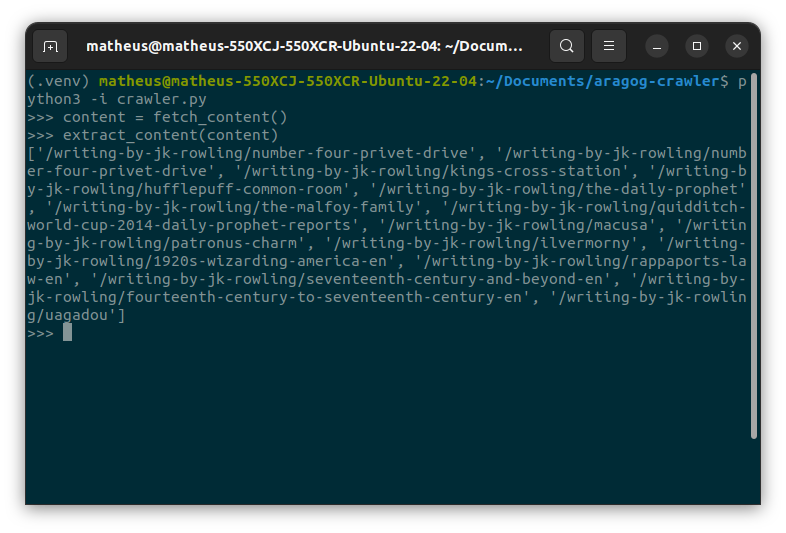 matheus@matheus-550XCJ-550XCR-Ubuntu-22-04: ~/Docum...
(.venv) matheus@matheus-550XCJ-550XCR-Ubuntu-22-04:~/Documents/aragog-crawler$ p
ython3 -i crawler.py
>>> content = fetch_content()
>>> extract_content(content)
['/writing-by-jk-rowling/number-four-privet-drive', '/writing-by-jk-rowling/numb
er-four-privet-drive', '/writing-by-jk-rowling/kings-cross-station', '/writing-b
y-jk-rowling/hufflepuff-common-room', '/writing-by-jk-rowling/the-daily-prophet'
, '/writing-by-jk-rowling/the-malfoy-family', '/writing-by-jk-rowling/quidditch-
world-cup-2014-daily-prophet-reports', '/writing-by-jk-rowling/macusa', '/writin
g-by-jk-rowling/patronus-charm', '/writing-by-jk-rowling/ilvermorny', '/writing-
by-jk-rowling/1920s-wizarding-america-en', '/writing-by-jk-rowling/rappaports-la
w-en', '/writing-by-jk-rowling/seventeenth-century-and-beyond-en', '/writing-by-
jk-rowling/fourteenth-century-to-seventeenth-century-en', '/writing-by-jk-rowlin
g/uagadou']
>>>